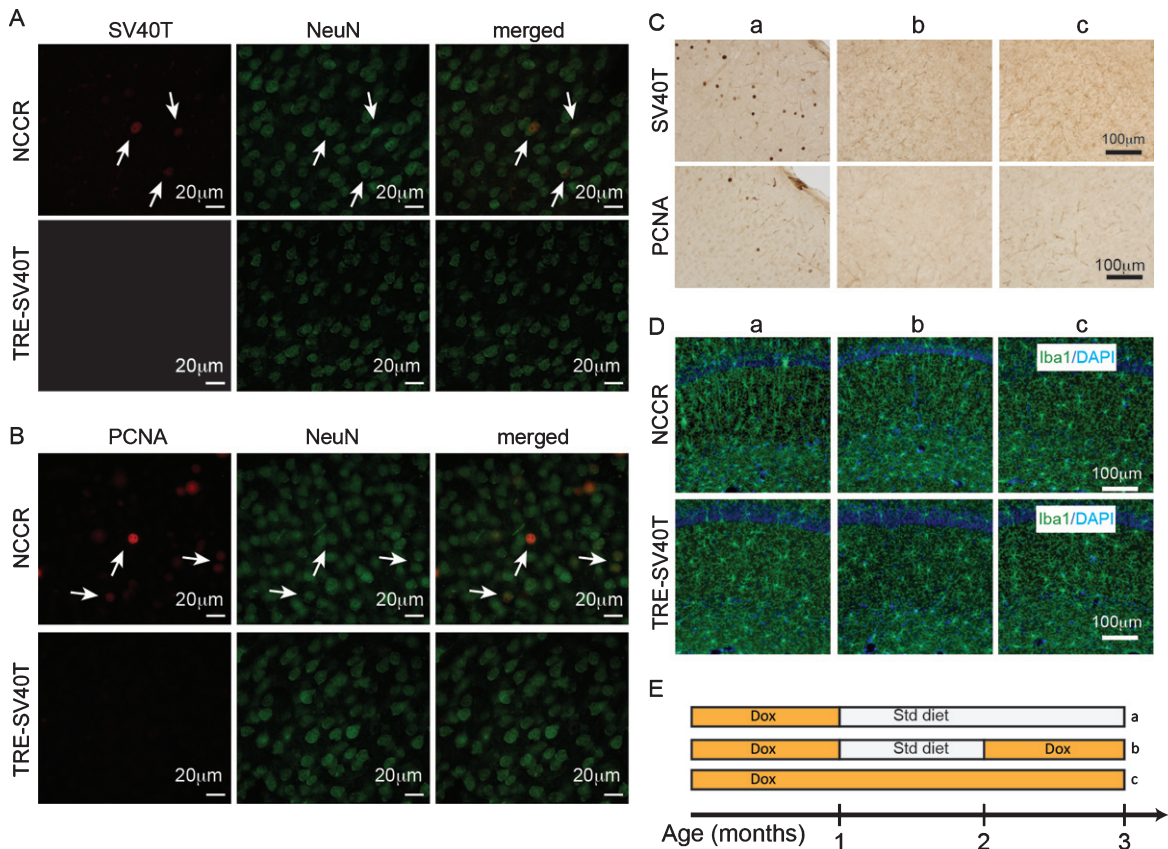 A
SV40T NeuN merged
NCCR
20μm 20μm 20μm
TRE-SV40T
20μm 20μm 20μm
B
PCNA NeuN merged
NCCR
20μm 20μm 20μm
TRE-SV40T
20μm 20μm 20μm
C
a b c
SV40T
100μm
PCNA
100μm
D
a b c
NCCR
Iba1/DAPI
100μm
TRE-SV40T
Iba1/DAPI
100μm
E
Dox Std diet a
Dox Std diet Dox b
Dox c
Age (months) 1 2 3